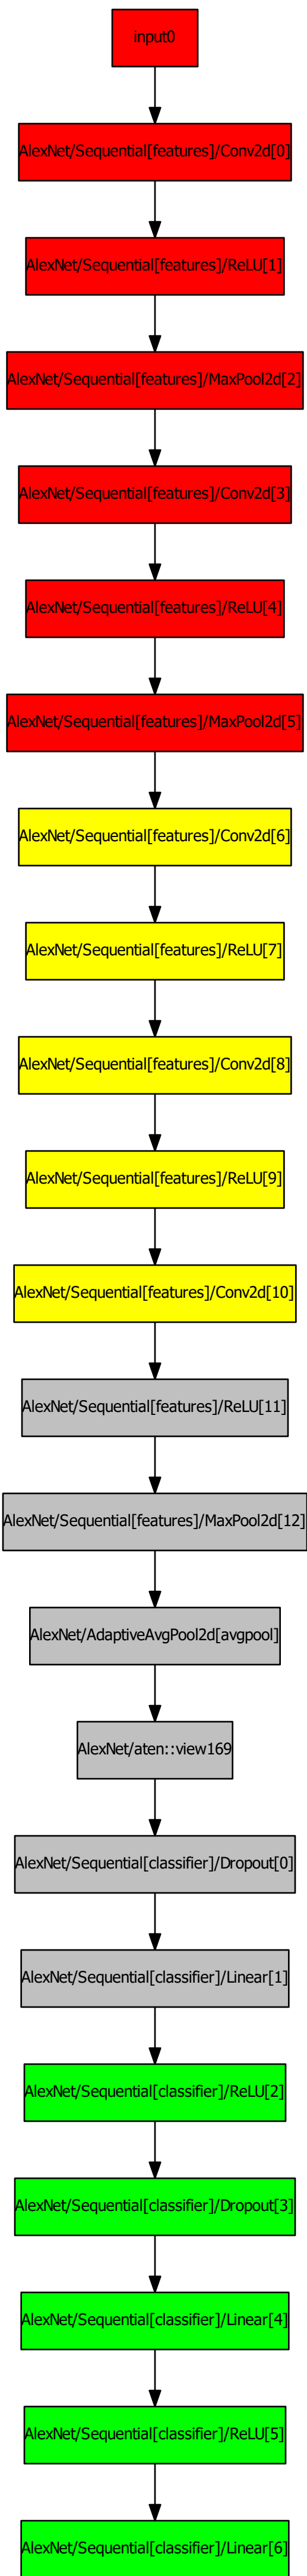 input0
AlexNet/Sequential[features]/Conv2d[0]
AlexNet/Sequential[features]/ReLU[1]
AlexNet/Sequential[features]/MaxPool2d[2]
AlexNet/Sequential[features]/Conv2d[3]
AlexNet/Sequential[features]/ReLU[4]
AlexNet/Sequential[features]/MaxPool2d[5]
AlexNet/Sequential[features]/Conv2d[6]
AlexNet/Sequential[features]/ReLU[7]
AlexNet/Sequential[features]/Conv2d[8]
AlexNet/Sequential[features]/ReLU[9]
AlexNet/Sequential[features]/Conv2d[10]
AlexNet/Sequential[features]/ReLU[11]
AlexNet/Sequential[features]/MaxPool2d[12]
AlexNet/AdaptiveAvgPool2d[avgpool]
AlexNet/aten::view169
AlexNet/Sequential[classifier]/Dropout[0]
AlexNet/Sequential[classifier]/Linear[1]
AlexNet/Sequential[classifier]/ReLU[2]
AlexNet/Sequential[classifier]/Dropout[3]
AlexNet/Sequential[classifier]/Linear[4]
AlexNet/Sequential[classifier]/ReLU[5]
AlexNet/Sequential[classifier]/Linear[6]